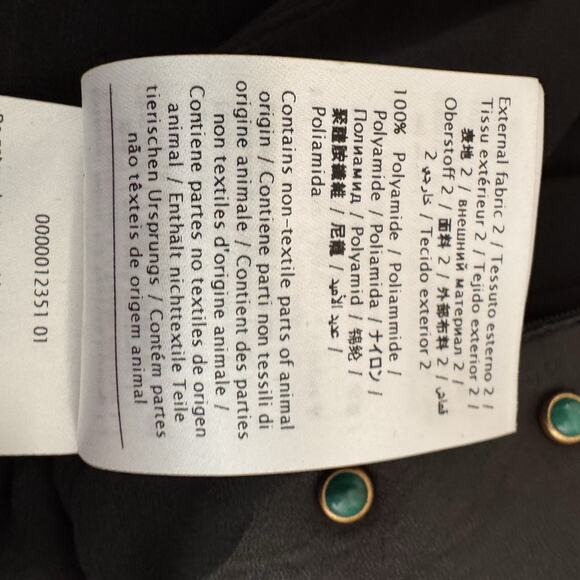 External fabric 2 / Tessuto esterno 2 /
Tissu extérieur 2 / Tejido exterior 2 /
表地 2 / внешний материал 2 /
Oberstoff 2 / 面料 2 / 外部布料 2 / قماش
خارجي 2 / Tecido exterior 2
100% Polyamide / Poliammide /
Polyamide / Poliamida / ナイロン /
Полиамид / Polyamid / 锦纶 /
聚醯胺纖維 / 尼龍 /
Poliamida
Contains non-textile parts of animal
origin / Contiene parti non tessili di
origine animale / Contient des parties
non textiles d'origine animale /
Contiene partes no textiles de origen
animal / Enthält nichttextile Teile
tierischen Ursprungs / Contém partes
não têxteis de origem animal
0000012351 01